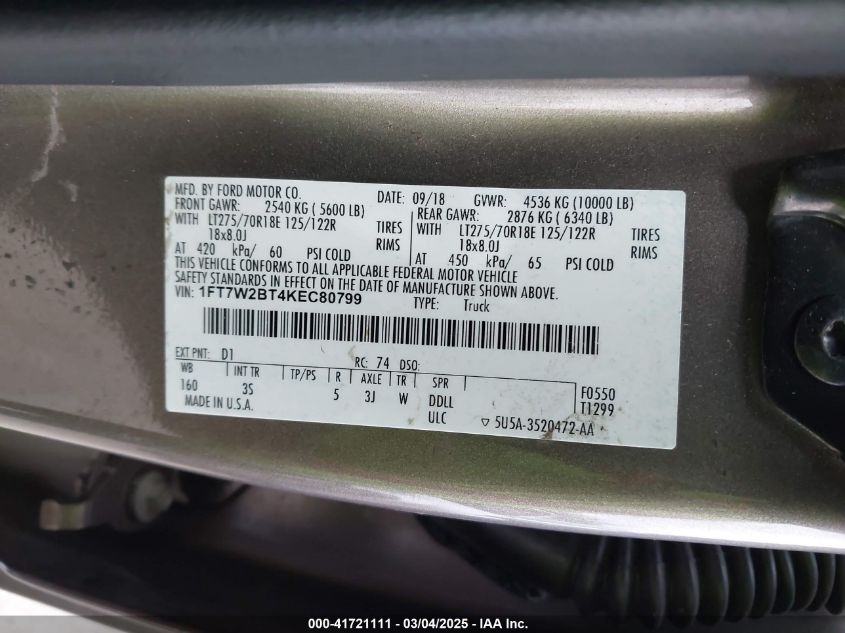 MFD. BY FORD MOTOR CO. DATE: 09/18 GVWR: 4536 KG (10000 LB)
FRONT GAWR: 2540 KG ( 5600 LB) REAR GAWR: 2876 KG ( 6340 LB)
WITH LT275/70R18E 125/122R TIRES WITH LT275/70R18E 125/122R TIRES
18x8.0J RIMS 18x8.0J RIMS
AT 420 kPa/ 60 PSI COLD AT 450 kPa/ 65 PSI COLD
THIS VEHICLE CONFORMS TO ALL APPLICABLE FEDERAL MOTOR VEHICLE
SAFETY STANDARDS IN EFFECT ON THE DATE OF MANUFACTURE SHOWN ABOVE.
VIN: 1FT7W2BT4KEC80799 TYPE: Truck
EXT PNT: D1 RC: 74 DSO:
WB INT TR TP/PS R AXLE TR SPR F0550
160 3S 5 3J W DDLL T1299
MADE IN U.S.A. ULC ▽ 5U5A-3520472-AA
000-41721111 - 03/04/2025 - IAA Inc.